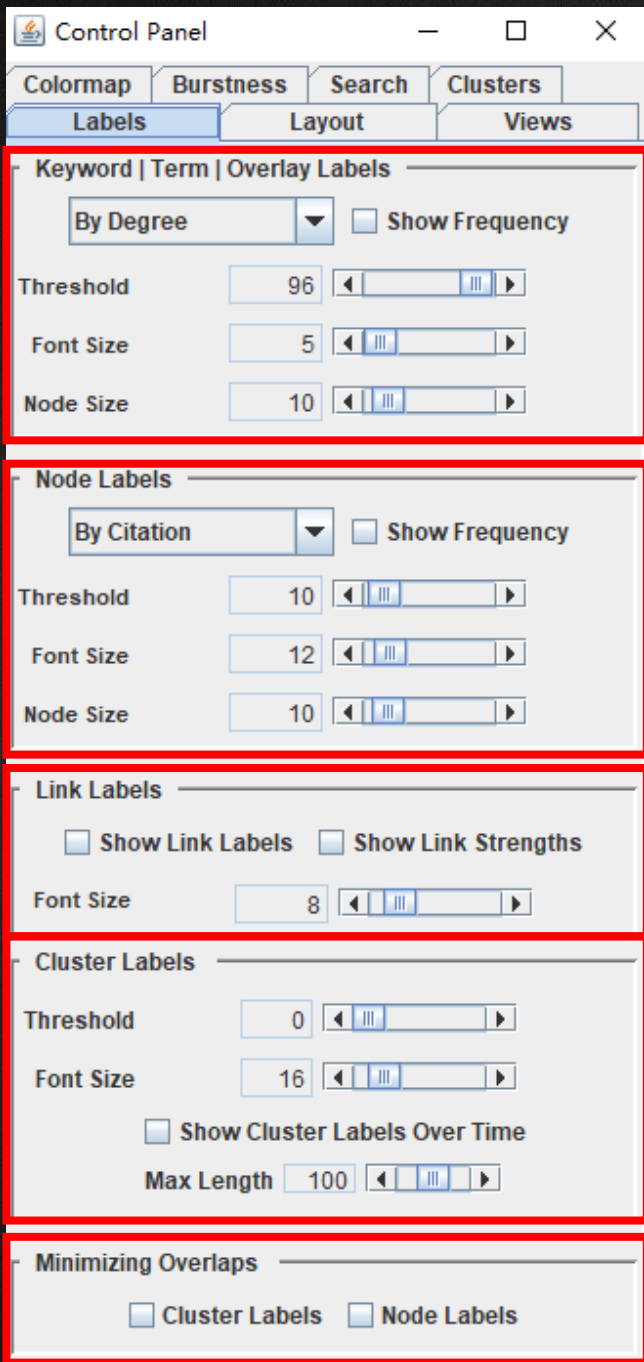 Control Panel
Colormap Burstness Search Clusters
Labels Layout Views
Keyword | Term | Overlay Labels
By Degree Show Frequency
Threshold 96
Font Size 5
Node Size 10
Node Labels
By Citation Show Frequency
Threshold 10
Font Size 12
Node Size 10
Link Labels
Show Link Labels Show Link Strengths
Font Size 8
Cluster Labels
Threshold 0
Font Size 16
Show Cluster Labels Over Time
Max Length 100
Minimizing Overlaps
Cluster Labels Node Labels